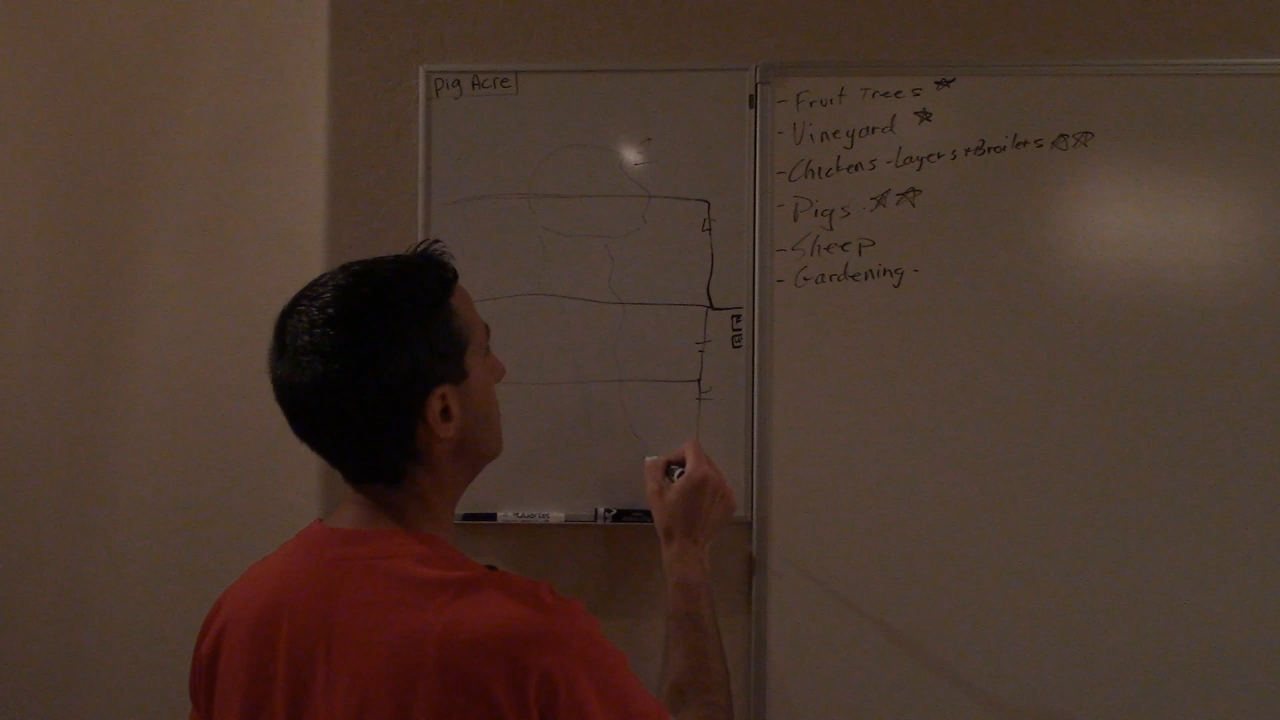 Pig Acre
- Fruit Trees ☆
- Vineyard ☆
- Chickens - Layers + Broilers ☆☆
- Pigs ☆☆
- Sheep
- Gardening -